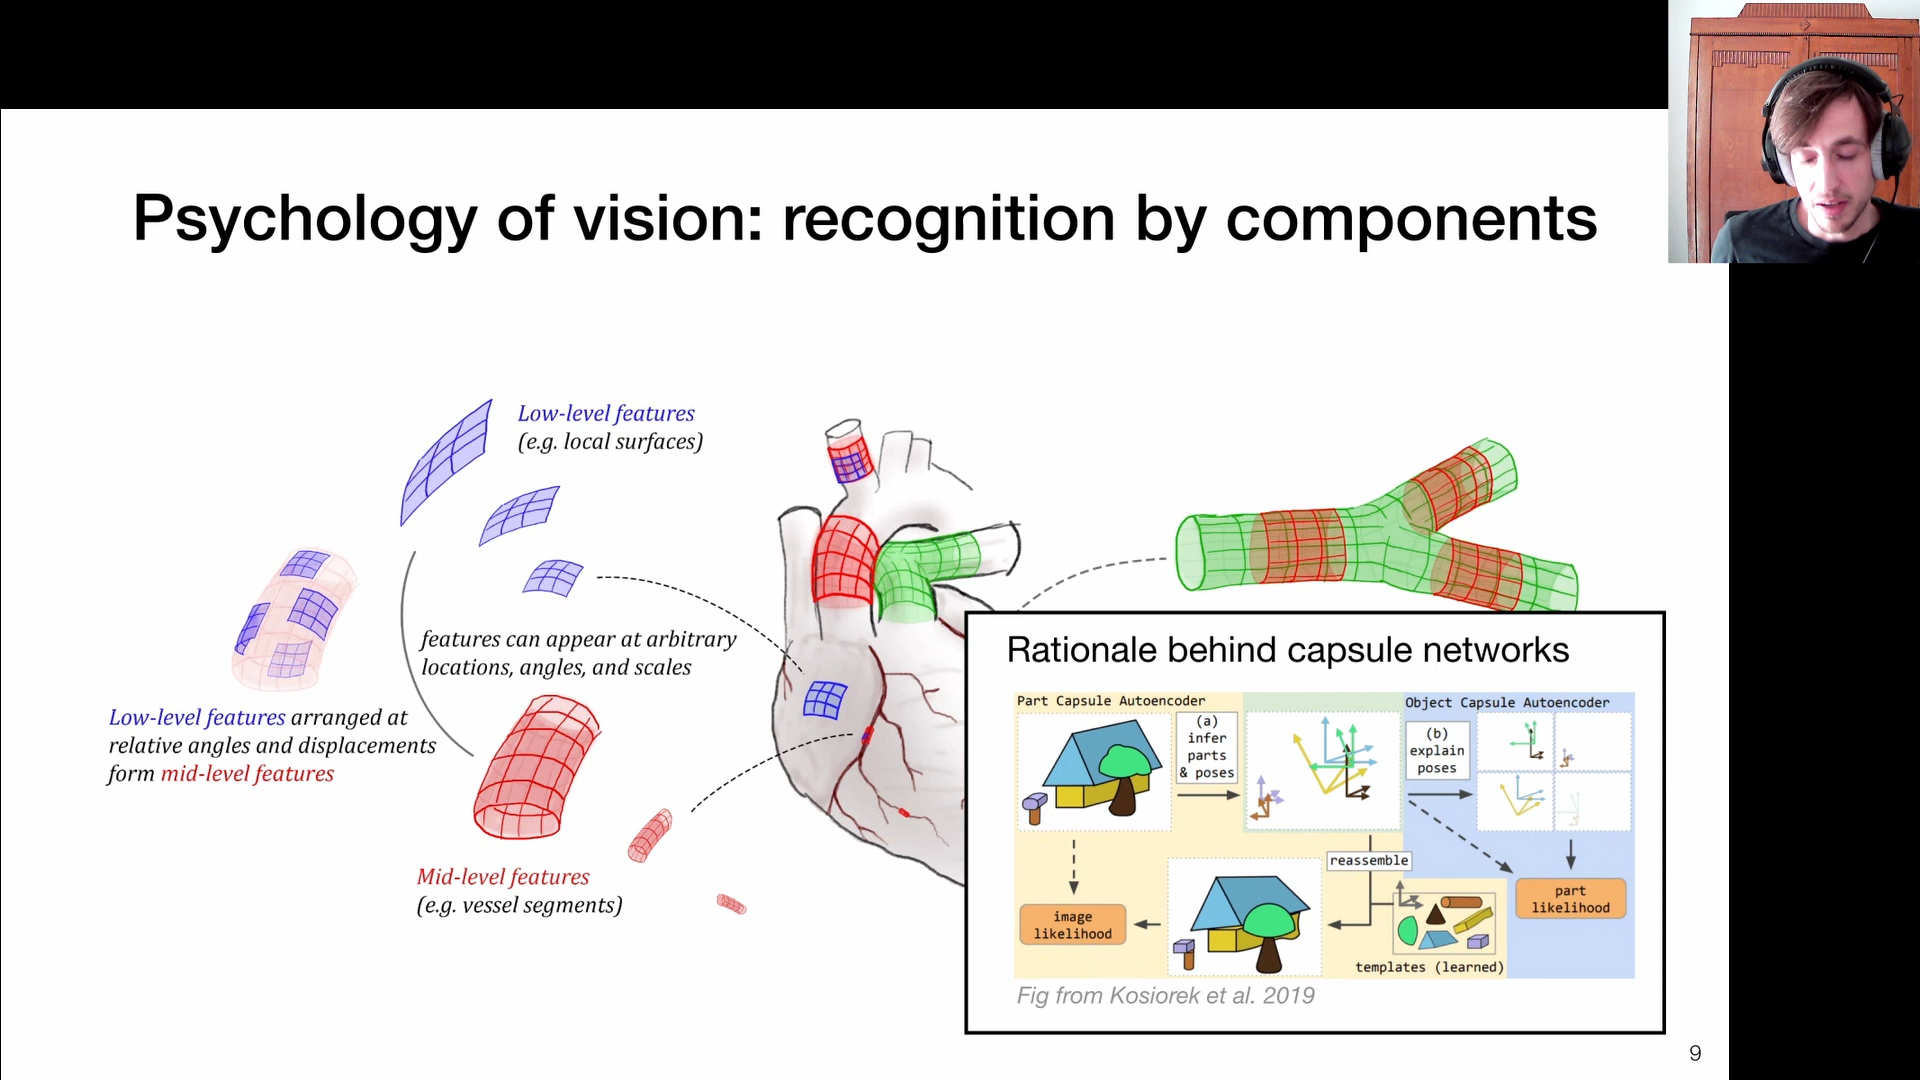 Psychology of vision: recognition by components
Low-level features
(e.g. local surfaces)
features can appear at arbitrary
locations, angles, and scales
Low-level features arranged at
relative angles and displacements
form mid-level features
Mid-level features
(e.g. vessel segments)
Rationale behind capsule networks
Part Capsule Autoencoder
(a)
infer
parts
& poses
Object Capsule Autoencoder
(b)
explain
poses
reassemble
image
likelihood
part
likelihood
templates (learned)
Fig from Kosiorek et al. 2019
9